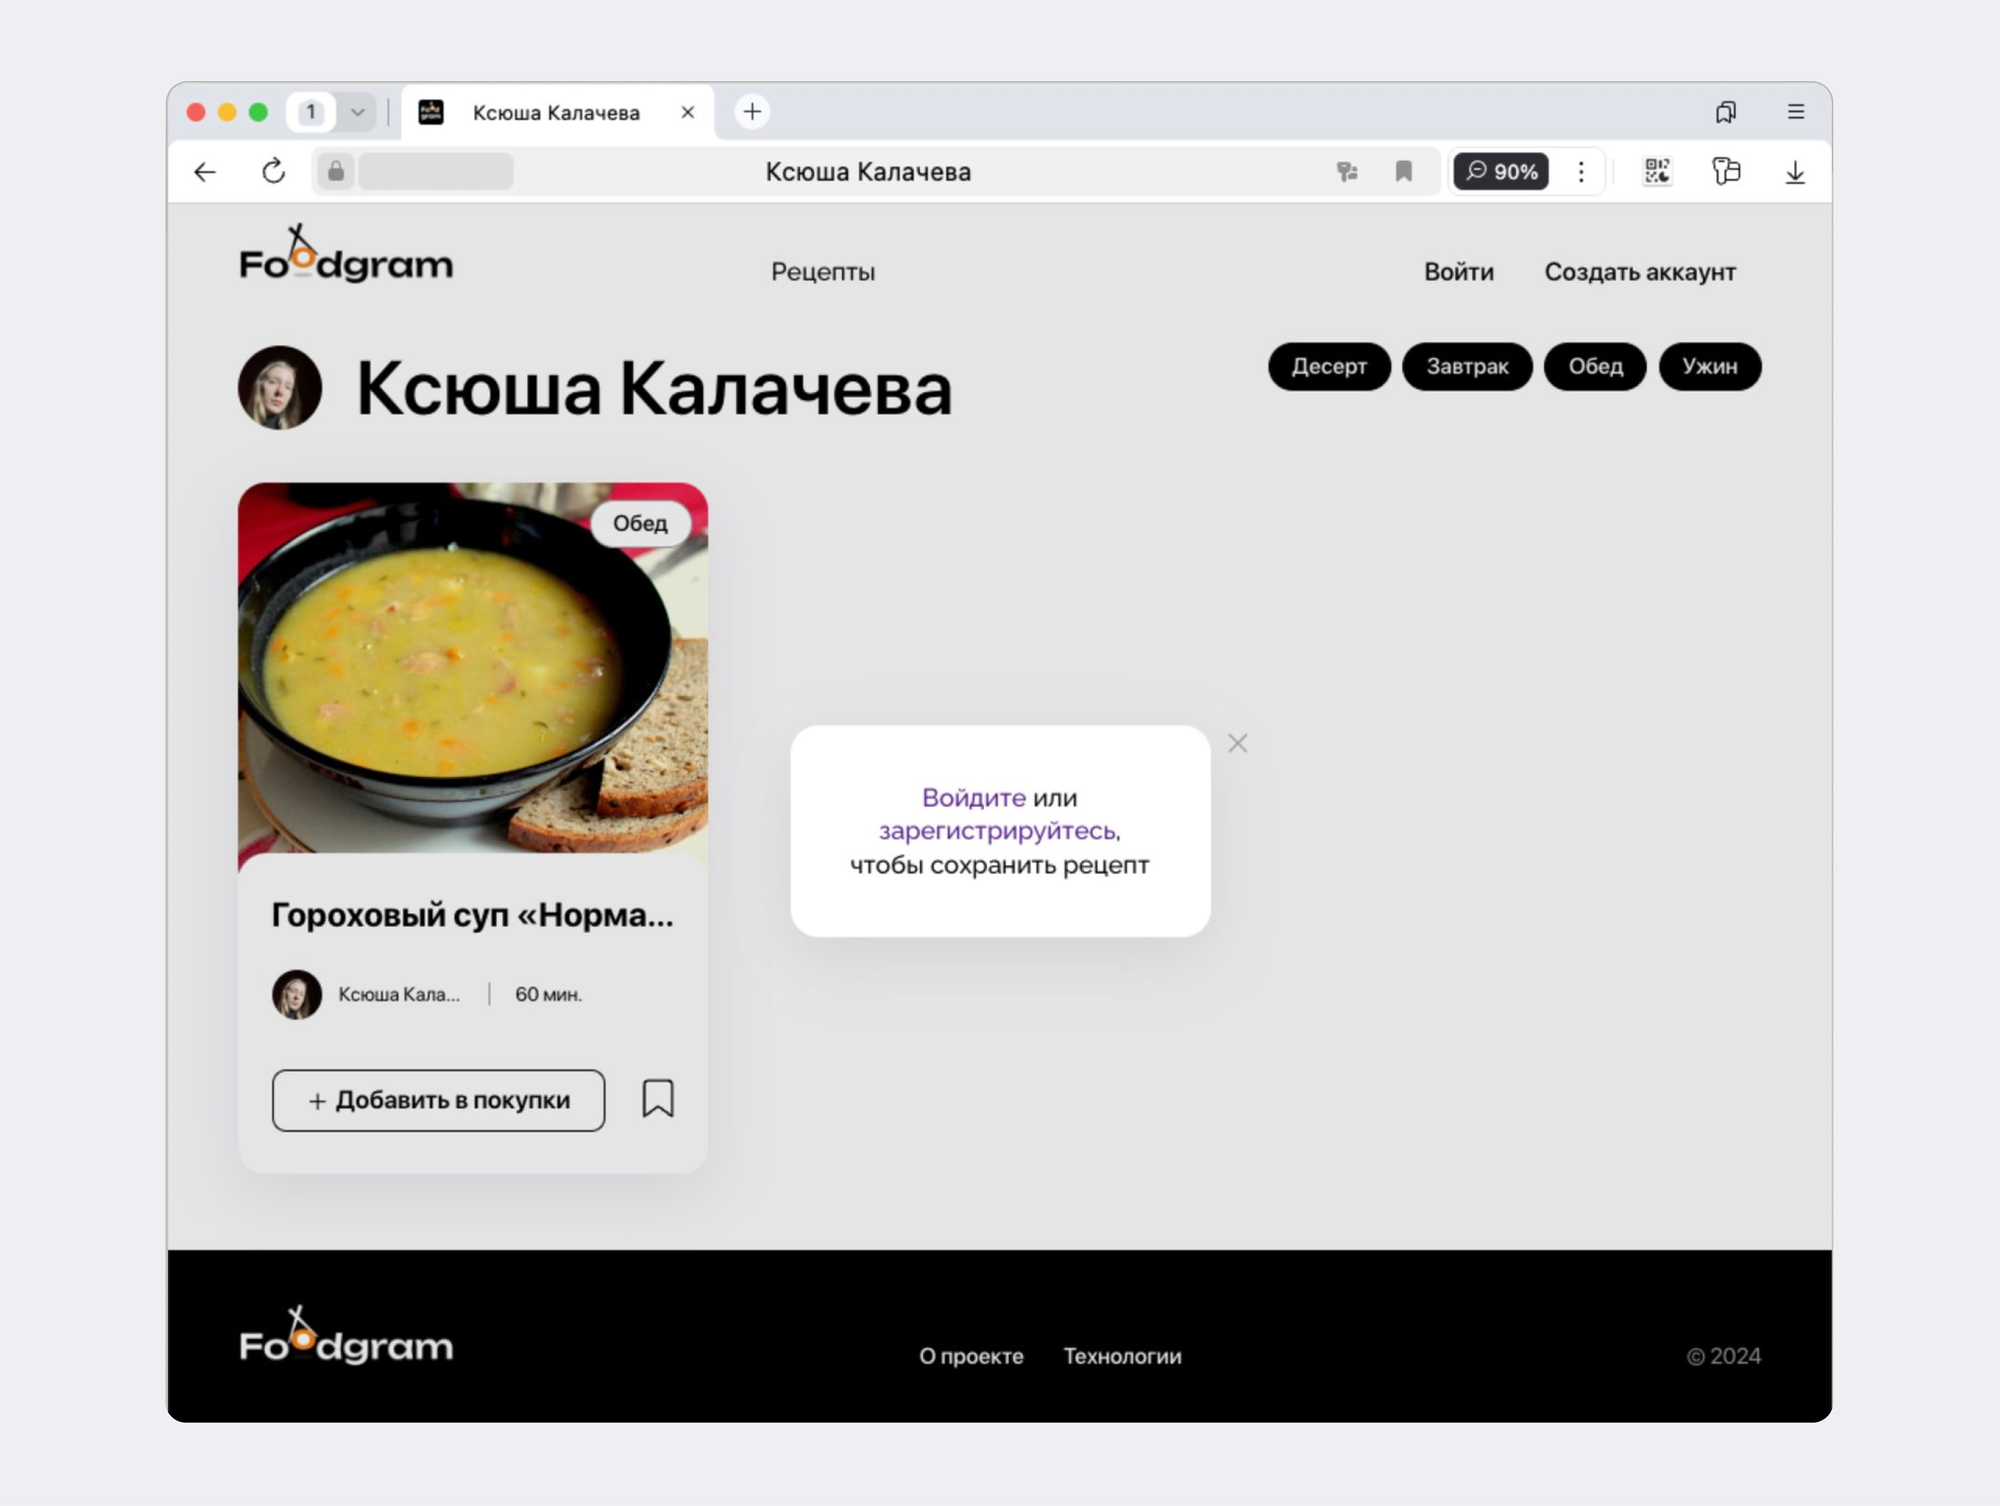 1
Ксюша Калачева
Ксюша Калачева
90%
Foodgram
Рецепты
Войти
Создать аккаунт
Ксюша Калачева
Десерт
Завтрак
Обед
Ужин
Обед
Войдите или
зарегистрируйтесь,
чтобы сохранить рецепт
Гороховый суп «Норма...
Ксюша Кала...
60 мин.
+ Добавить в покупки
Foodgram
О проекте
Технологии
© 2024